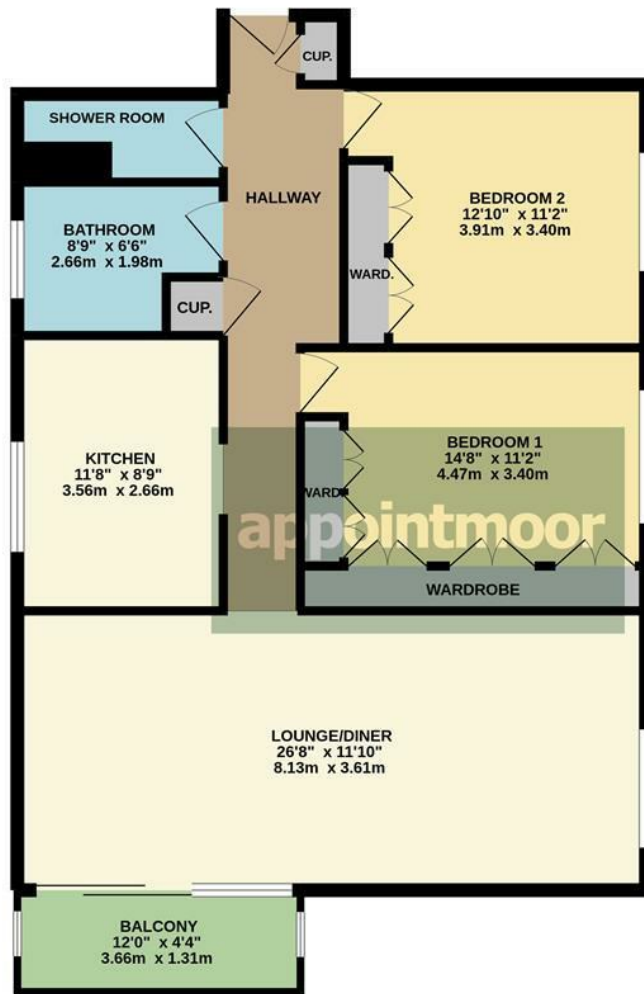 CUP.
SHOWER ROOM
HALLWAY
BEDROOM 2
12'10" x 11'2"
3.91m x 3.40m
BATHROOM
8'9" x 6'6"
2.66m x 1.98m
WARD.
CUP.
KITCHEN
11'8" x 8'9"
3.56m x 2.66m
BEDROOM 1
14'8" x 11'2"
4.47m x 3.40m
WARD.
appointmoor
WARDROBE
LOUNGE/DINER
26'8" x 11'10"
8.13m x 3.61m
BALCONY
12'0" x 4'4"
3.66m x 1.31m